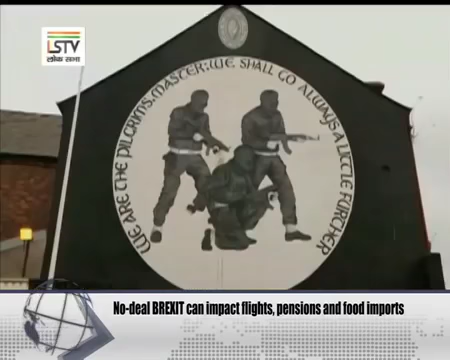 LSTV
लोक सभा
WE ARE THE PILGRIMS, MASTER; WE SHALL GO ALWAYS A LITTLE FURTHER
No-deal BREXIT can impact flights, pensions and food imports